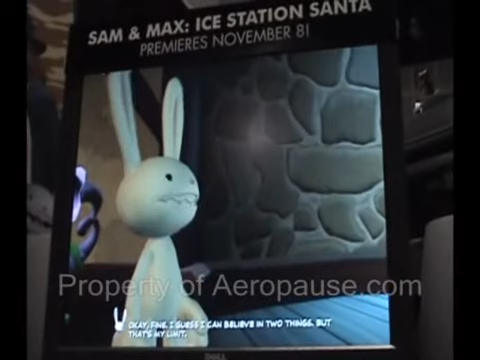 SAM & MAX: ICE STATION SANTA
PREMIERES NOVEMBER 8!
Property of Aeropause.com
OKAY, FINE. I GUESS I CAN BELIEVE IN TWO THINGS. BUT
THAT'S MY LIMIT.
DELL